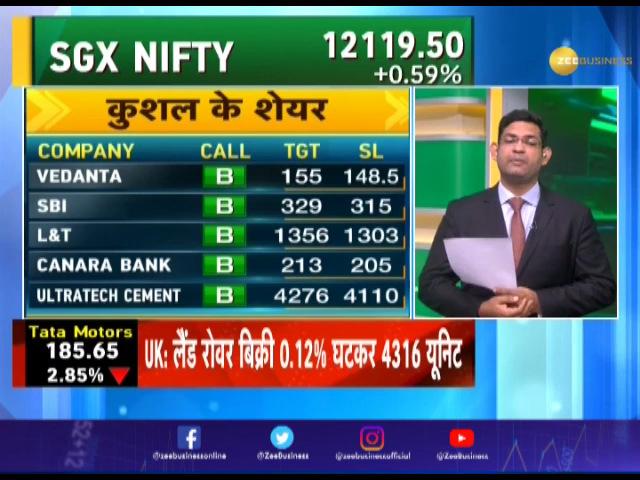 SGX NIFTY
12119.50
+0.59%
ZEEBUSINESS
कुशल के शेयर
COMPANY CALL TGT SL
VEDANTA B 155 148.5
SBI B 329 315
L&T B 1356 1303
CANARA BANK B 213 205
ULTRATECH CEMENT B 4276 4110
Tata Motors
185.65
2.85%
UK: लैंड रोवर बिक्री 0.12% घटकर 4316 यूनिट
@zeebusinessonline @ZeeBusiness @zeebusinessofficial @ZeeBusiness